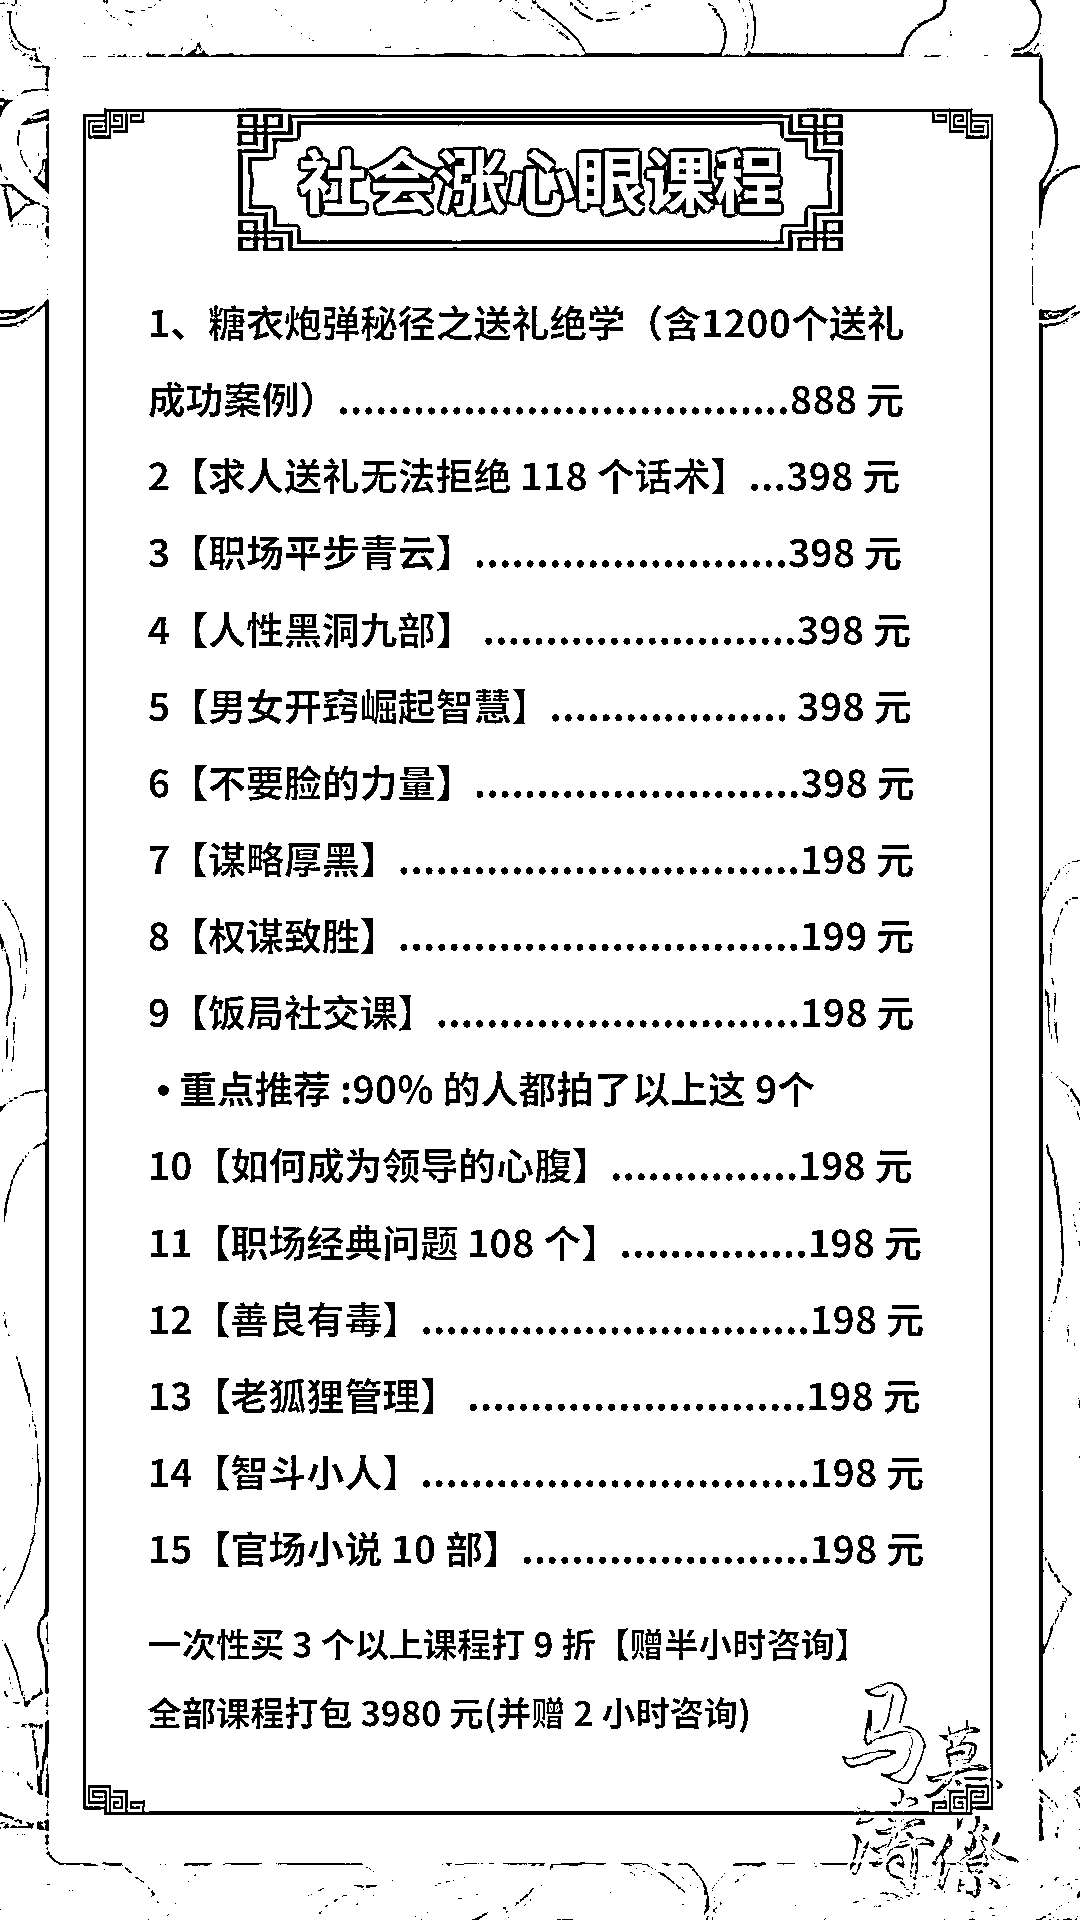 社会涨心眼课程
1、糖衣炮弹秘径之送礼绝学（含1200个送礼
成功案例）....................................888 元
2【求人送礼无法拒绝 118 个话术】...398 元
3【职场平步青云】.........................398 元
4【人性黑洞九部】.........................398 元
5【男女开窍崛起智慧】................... 398 元
6【不要脸的力量】..........................398 元
7【谋略厚黑】................................198 元
8【权谋致胜】................................199 元
9【饭局社交课】.............................198 元
•重点推荐 :90% 的人都拍了以上这 9个
10【如何成为领导的心腹】...............198 元
11【职场经典问题 108 个】...............198 元
12【善良有毒】...............................198 元
13【老狐狸管理】...........................198 元
14【智斗小人】...............................198 元
15【官场小说 10 部】.......................198 元
一次性买 3 个以上课程打 9 折【赠半小时咨询】
全部课程打包 3980 元(并赠 2 小时咨询)
马慕
濤僚